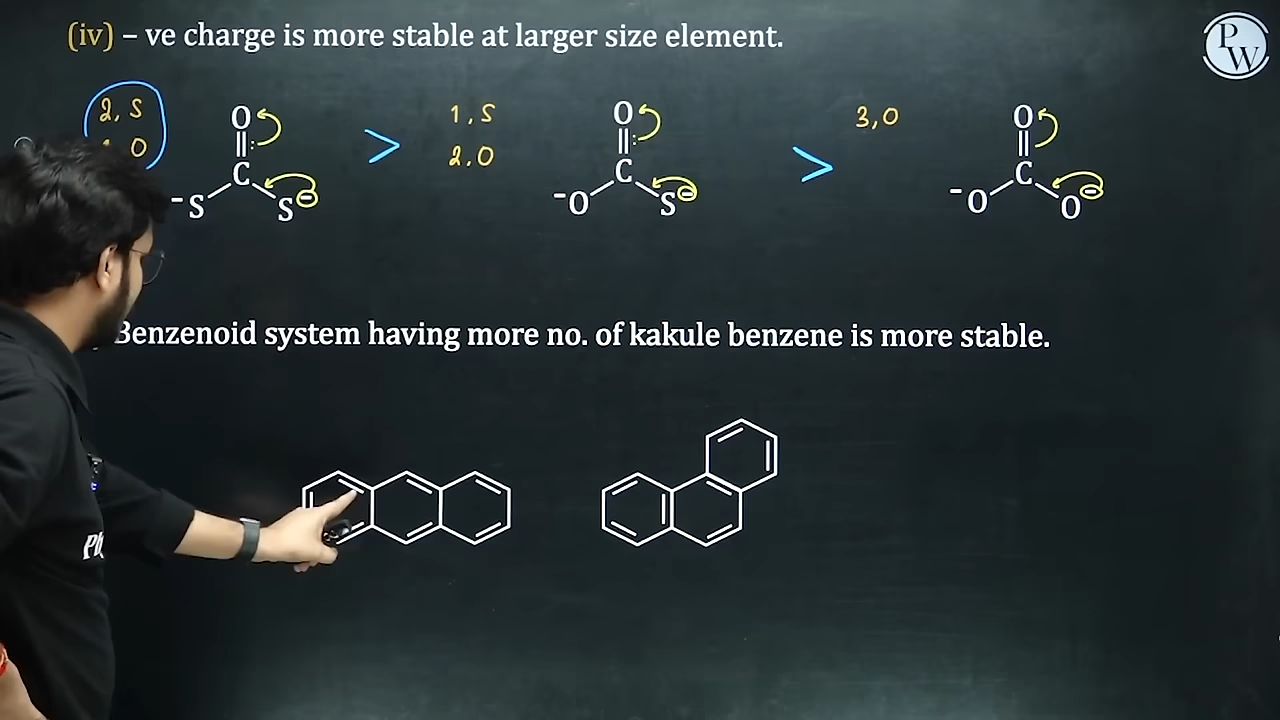 (iv) – ve charge is more stable at larger size element.
2, S
O
O
C
-S
S⊖
>
1, S
2, O
O
C
-O
S⊖
>
3, O
O
C
-O
O⊖
Benzenoid system having more no. of kakule benzene is more stable.
PW